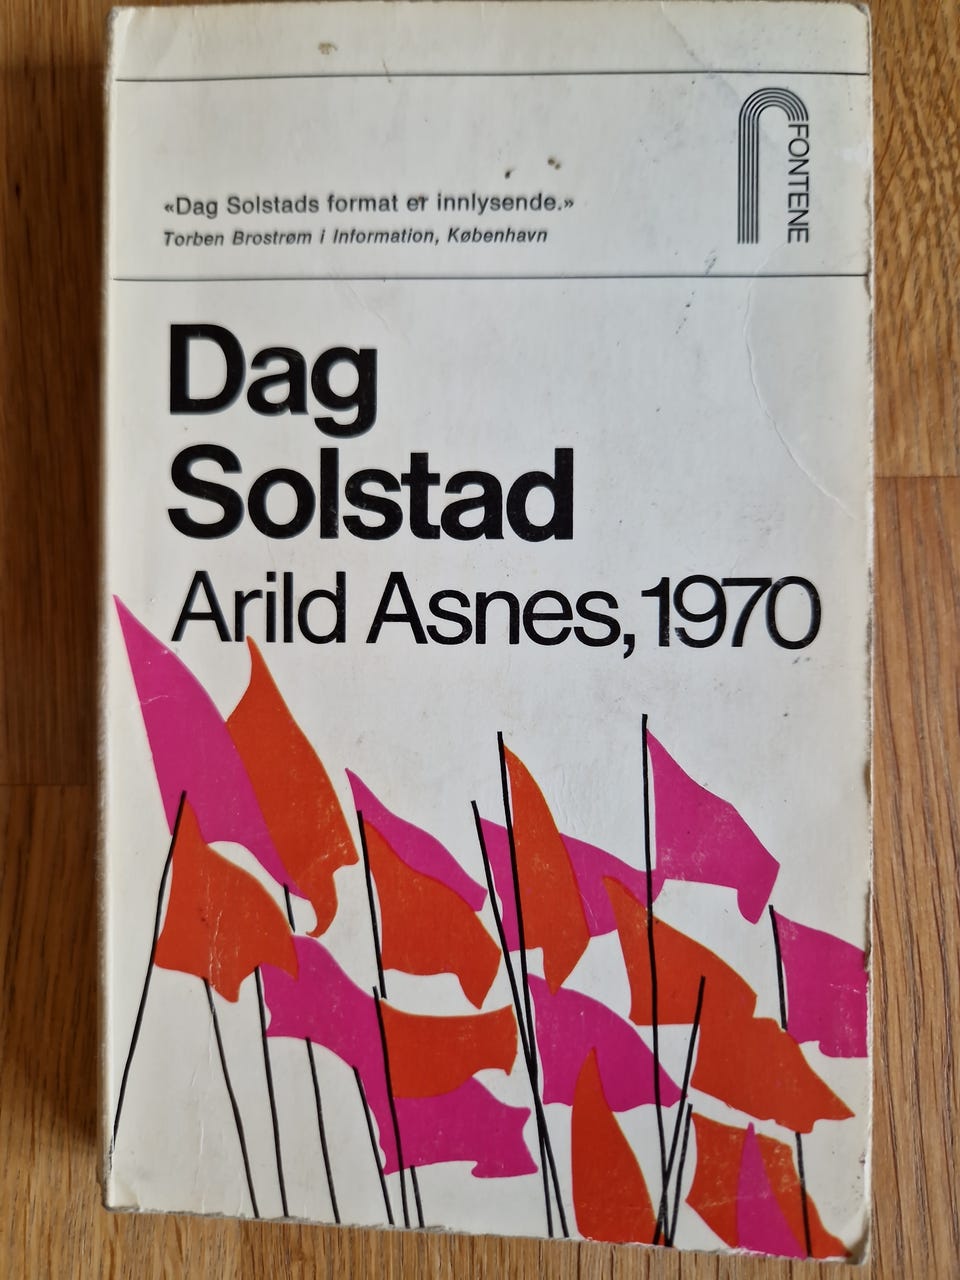 FONTENE
«Dag Solstads format er innlysende.»
Torben Brostrøm i Information, København
Dag
Solstad
Arild Asnes, 1970